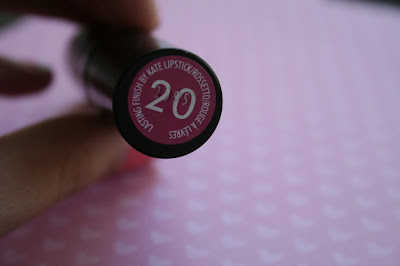 LASTING FINISH BY KATE LIPSTICK/ROSSETTO/ROUGE A LÈVRES
20